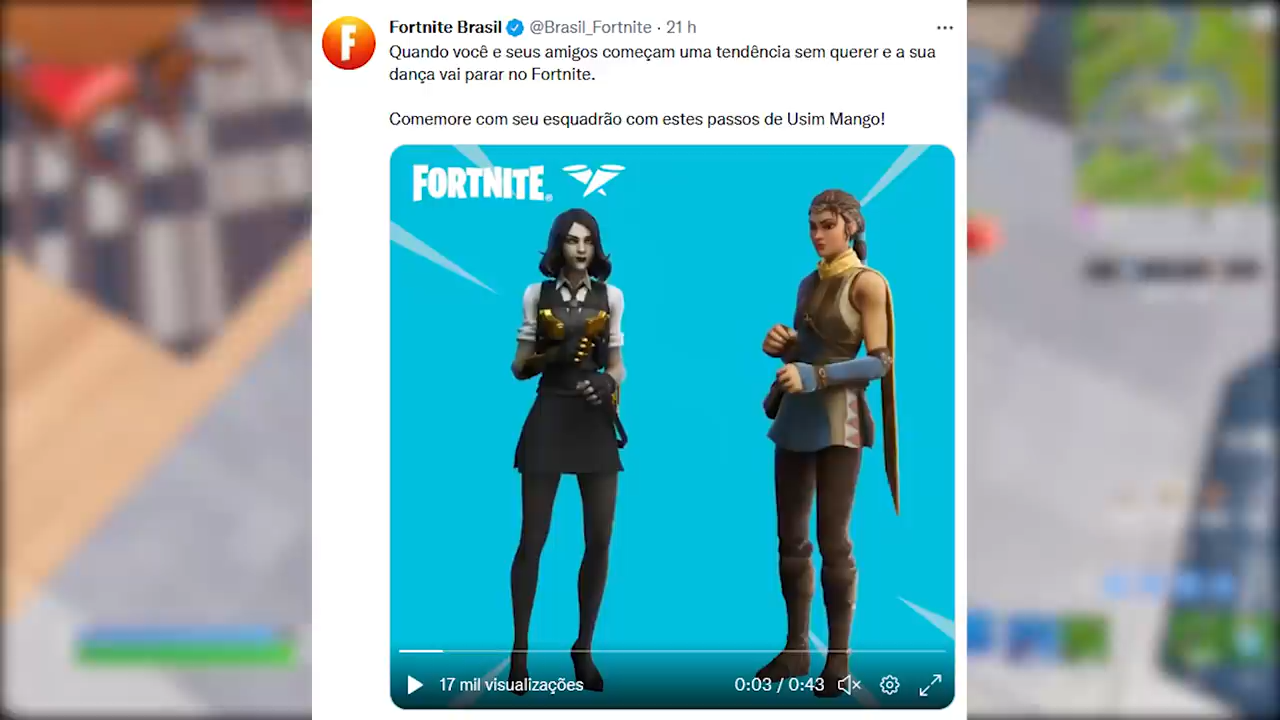 Fortnite Brasil @Brasil_Fortnite · 21 h
Quando você e seus amigos começam uma tendência sem querer e a sua
dança vai parar no Fortnite.
Comemore com seu esquadrão com estes passos de Usim Mango!
FORTNITE
17 mil visualizações
0:03 / 0:43